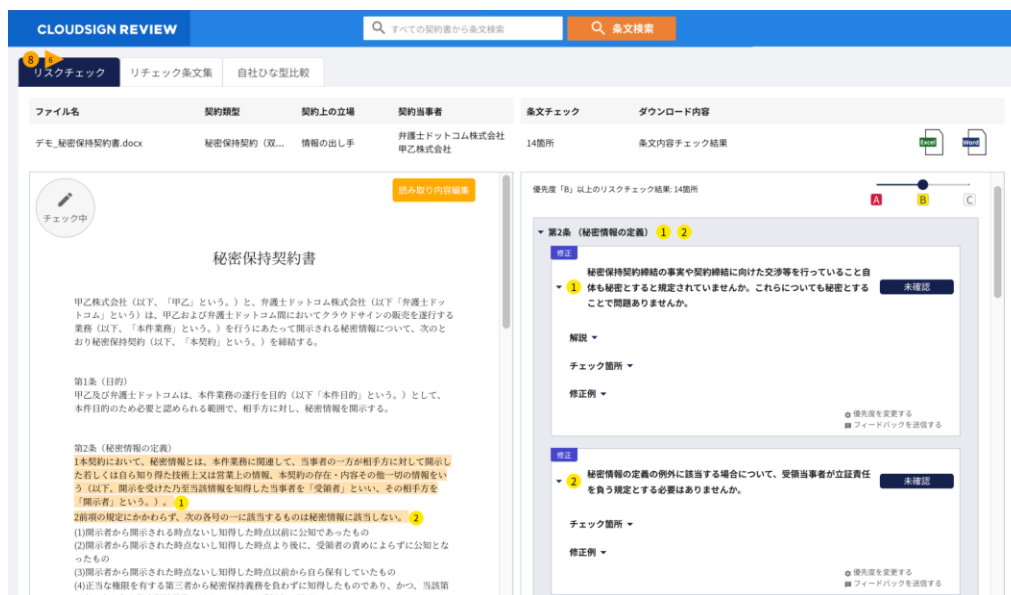 CLOUDSIGN REVIEW
すべての契約書から条文検索
条文検索
8 6
リスクチェック リチェック条文集 自社ひな型比較
ファイル名 契約類型 契約上の立場 契約当事者 条文チェック ダウンロード内容
デモ_秘密保持契約書.docx 秘密保持契約（双... 情報の出し手 弁護士ドットコム株式会社
甲乙株式会社
14箇所 条文内容チェック結果 Excel Word
チェック中
読み取り内容編集
秘密保持契約書
甲乙株式会社（以下、「甲乙」という。）と、弁護士ドットコム株式会社（以下「弁護士ドッ
トコム」という）は、甲乙および弁護士ドットコム間においてクラウドサインの販売を遂行する
業務（以下、「本件業務」という。）を行うにあたって開示される秘密情報について、次のと
おり秘密保持契約（以下、「本契約」という。）を締結する。
第1条（目的）
甲乙及び弁護士ドットコムは、本件業務の遂行を目的（以下「本件目的」という。）として、
本件目的のため必要と認められる範囲で、相手方に対し、秘密情報を開示する。
第2条（秘密情報の定義）
1本契約において、秘密情報とは、本件業務に関連して、当事者の一方が相手方に対して開示し
た若しくは自ら知り得た技術上又は営業上の情報、本契約の存在・内容その他一切の情報をい
う（以下、開示を受けた乃至当該情報を知得した当事者を「受領者」といい、その相手方を
「開示者」という。）。 1
2前項の規定にかかわらず、次の各号の一に該当するものは秘密情報に該当しない。 2
(1)開示者から開示される時点ないし知得した時点以前に公知であったもの
(2)開示者から開示された時点ないし知得した時点より後に、受領者の責めによらずに公知とな
ったもの
(3)開示者から開示された時点ないし知得した時点以前から自ら保有していたもの
(4)正当な権限を有する第三者から秘密保持義務を負わずに知得したものであり、かつ、当該第
優先度「B」以上のリスクチェック結果: 14箇所
A B C
第2条（秘密情報の定義） 1 2
修正
秘密保持契約締結の事実や契約締結に向けた交渉等を行っていること自
1 体も秘密とすると規定されていませんか。これらについても秘密とする
ことで問題ありませんか。
未確認
解説
チェック箇所
修正例
優先度を変更する
フィードバックを送信する
修正
秘密情報の定義の例外に該当する場合について、受領当事者が立証責任
2 を負う規定とする必要はありませんか。
未確認
チェック箇所
修正例
優先度を変更する
フィードバックを送信する